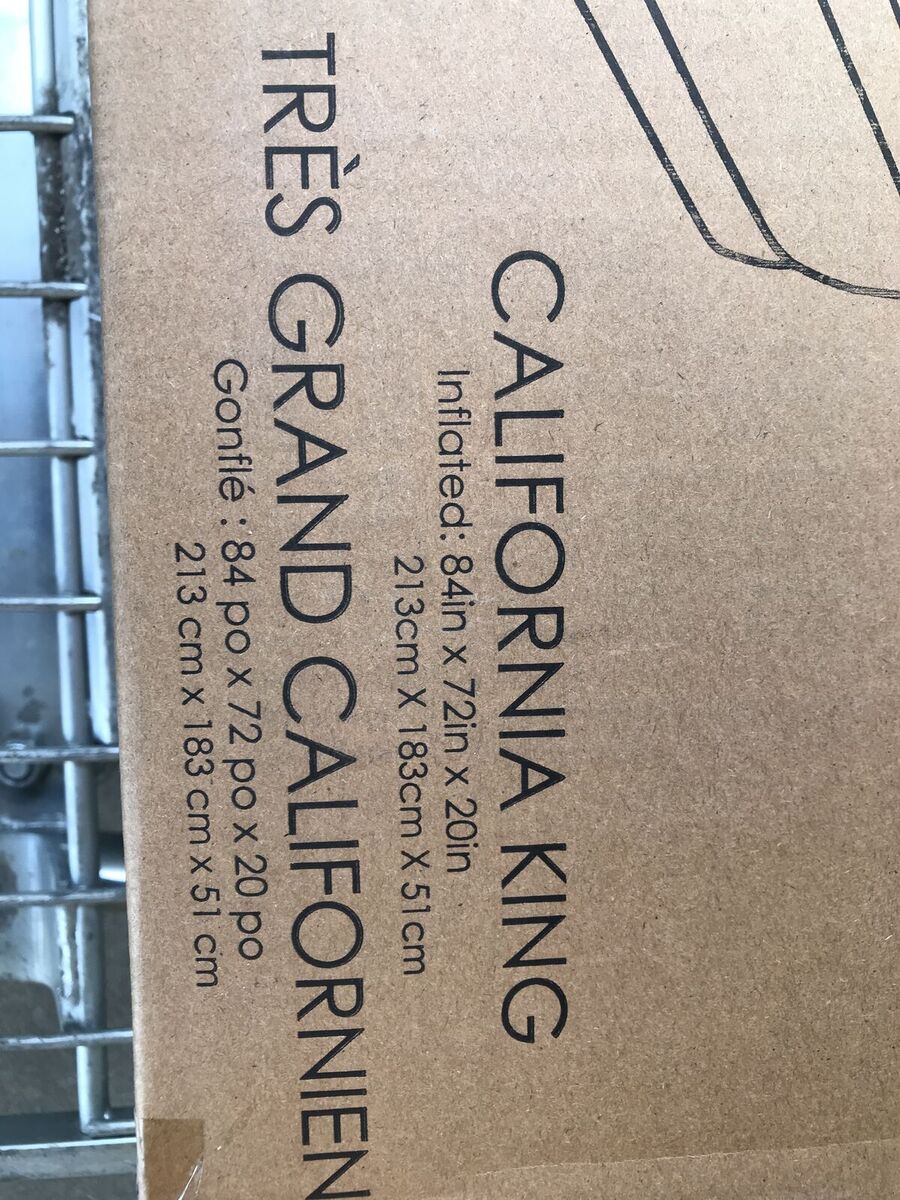 CALIFORNIA KING
Inflated: 84in x 72in x 20in
213cm X 183cm X 51cm
TRÈS GRAND CALIFORNIEN
Gonflé : 84 po x 72 po x 20 po
213 cm x 183 cm x 51 cm